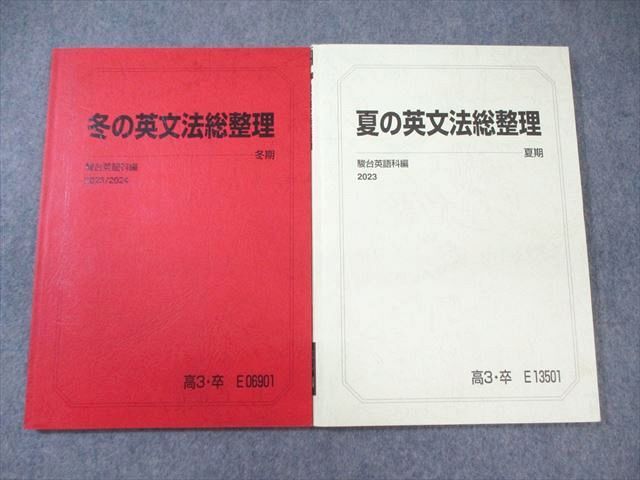 冬の英文法総整理
冬期
駿台英語科編
2023/2024
高3・卒 E06901
夏の英文法総整理
夏期
駿台英語科編
2023
高3・卒 E13501